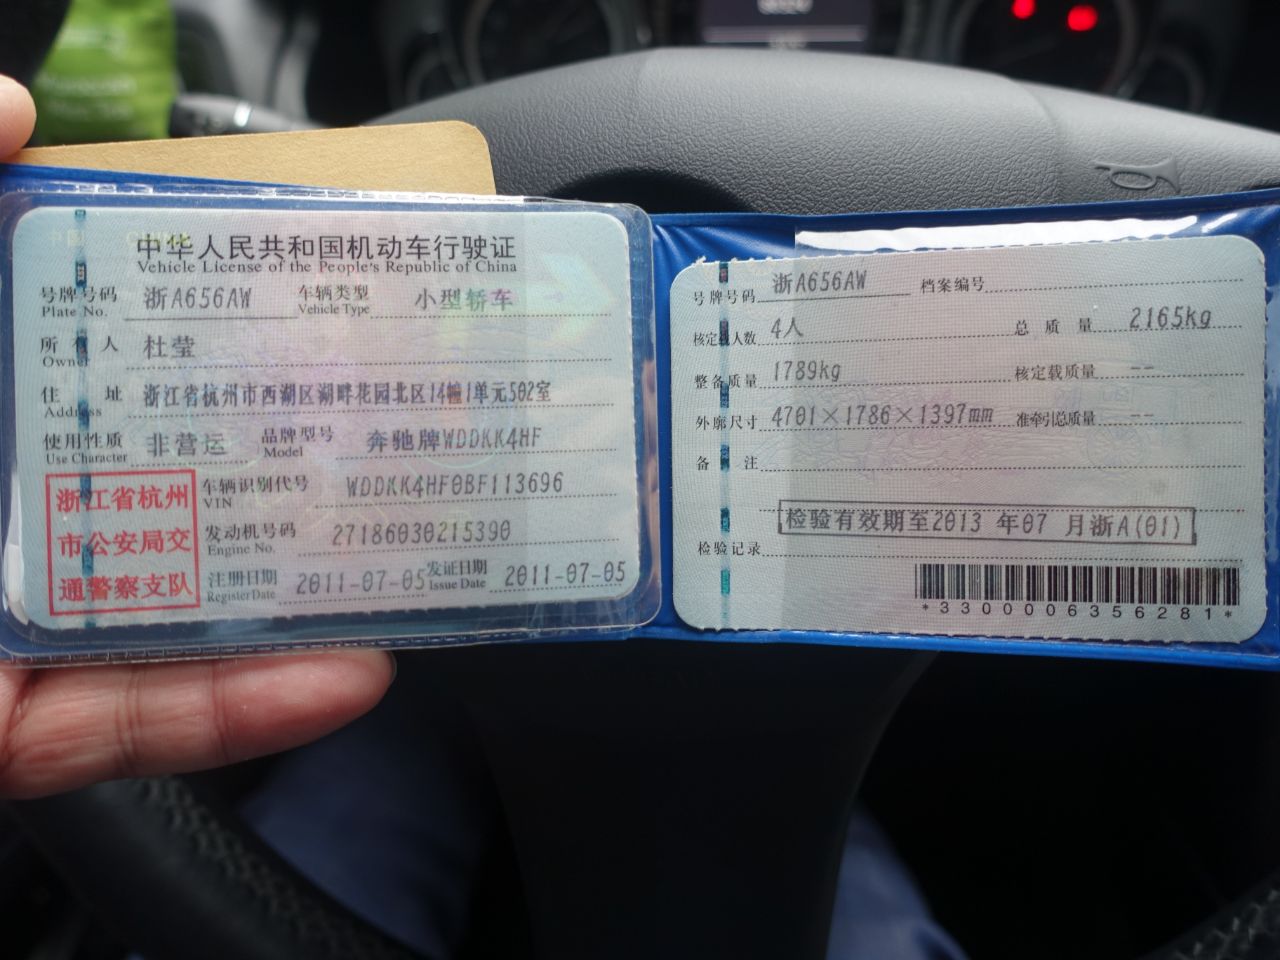 中华人民共和国机动车行驶证
Vehicle License of the People's Republic of China
号牌号码 浙A656AW 车辆类型 小型轿车
Plate No. Vehicle Type
所有人 杜莹
Owner
住址 浙江省杭州市西湖区湖畔花园北区14幢1单元502室
Address
使用性质 非营运 品牌型号 奔驰牌WDDKK4HF
Use Character Model
车辆识别代号 WDDKK4HF0BF113696
VIN
发动机号码 27186030215390
Engine No.
注册日期 2011-07-05 发证日期 2011-07-05
Register Date Issue Date
浙江省杭州
市公安局交
通警察支队
号牌号码 浙A656AW 档案编号
核定载人数 4人 总质量 2165kg
整备质量 1789kg 核定载质量 --
外廓尺寸 4701×1786×1397mm 准牵引总质量 --
备注
检验有效期至2013 年07 月浙A(01)
检验记录
*3300006356281*